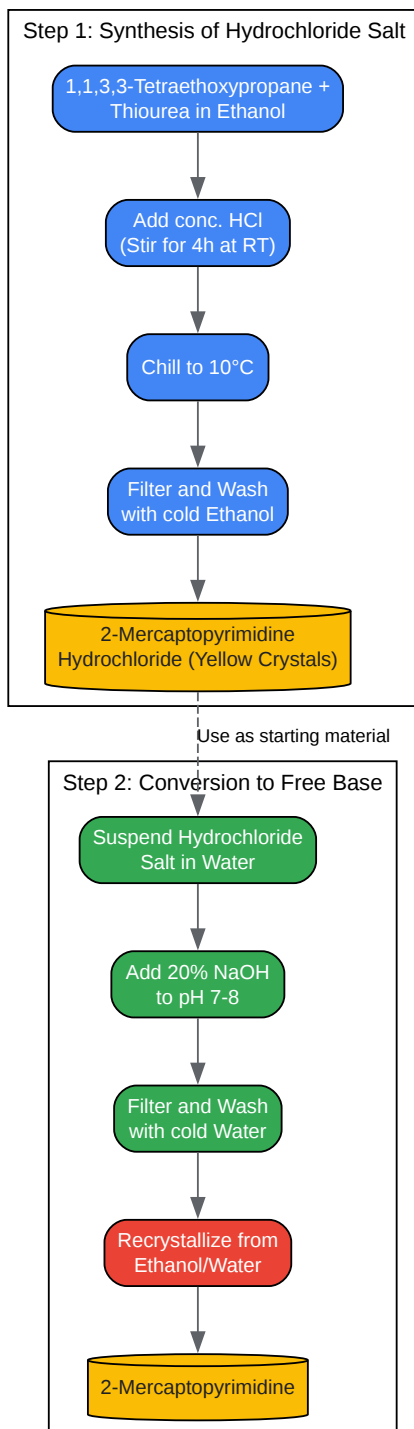 Step 1: Synthesis of Hydrochloride Salt
1,1,3,3-Tetraethoxypropane +
Thiourea in Ethanol
Add conc. HCl
(Stir for 4h at RT)
Chill to 10°C
Filter and Wash
with cold Ethanol
2-Mercaptopyrimidine
Hydrochloride (Yellow Crystals)
Use as starting material
Step 2: Conversion to Free Base
Suspend Hydrochloride
Salt in Water
Add 20% NaOH
to pH 7-8
Filter and Wash
with cold Water
Recrystallize from
Ethanol/Water
2-Mercaptopyrimidine